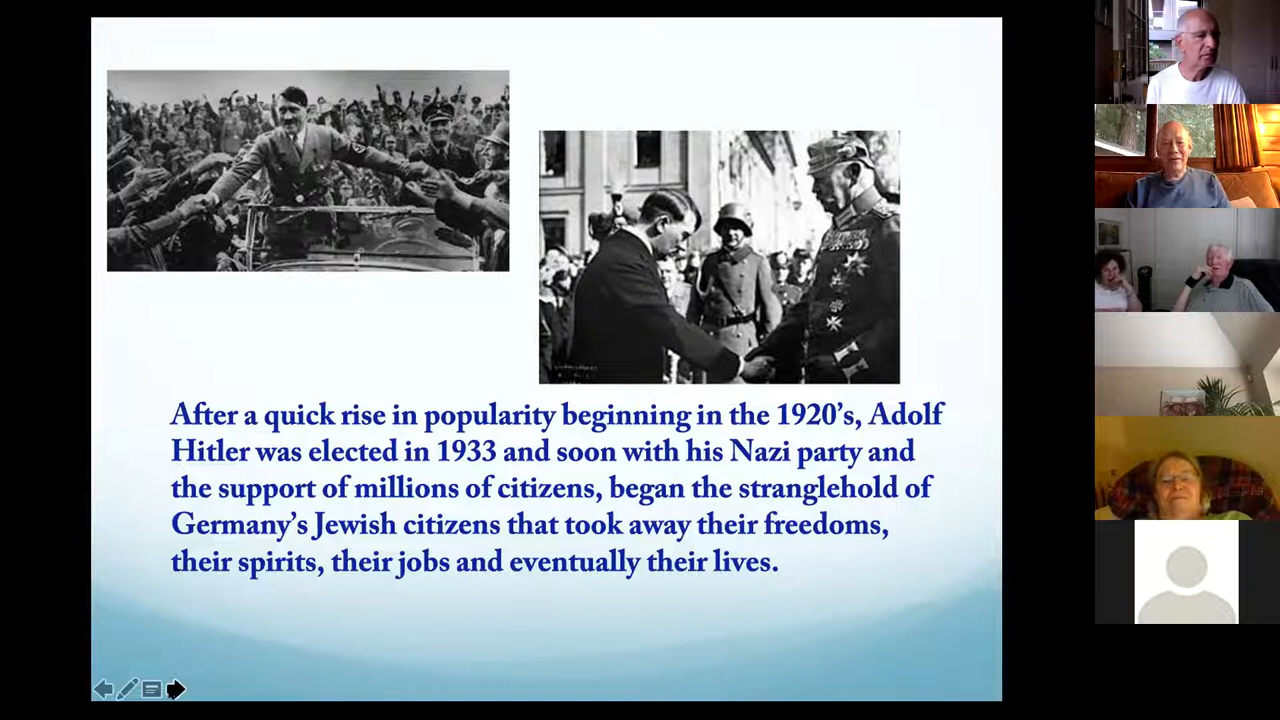 After a quick rise in popularity beginning in the 1920’s, Adolf
Hitler was elected in 1933 and soon with his Nazi party and
the support of millions of citizens, began the stranglehold of
Germany’s Jewish citizens that took away their freedoms,
their spirits, their jobs and eventually their lives.